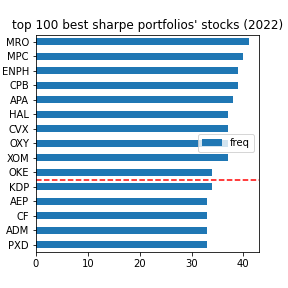 top 100 best sharpe portfolios' stocks (2022)
MRO
MPC
ENPH
CPB
APA
HAL
CVX
OXY
freq
XOM
OKE
KDP
AEP
CF
ADM
PXD
0 10 20 30 40